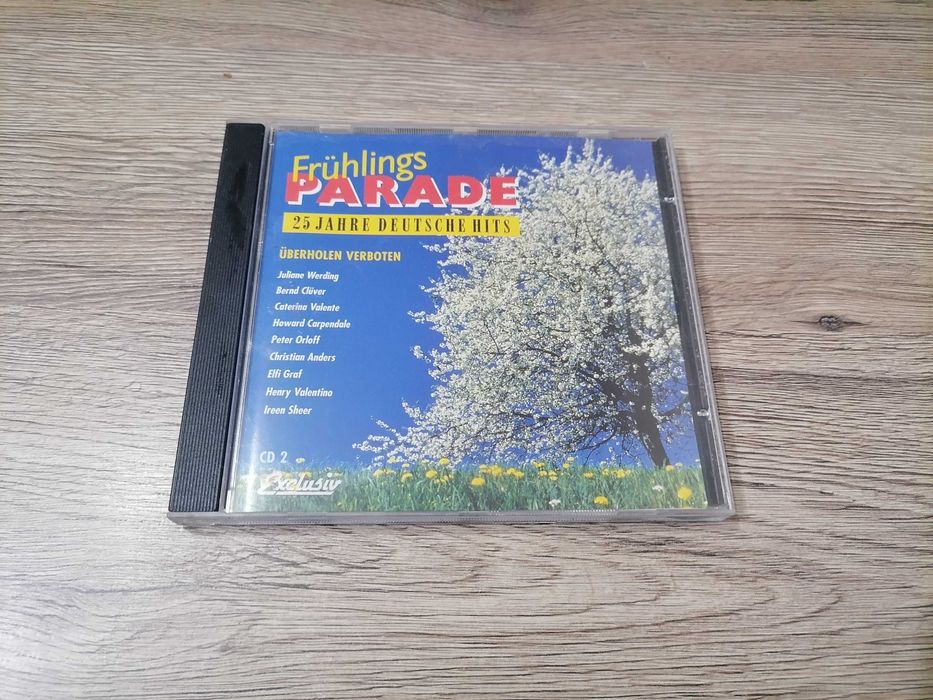 Frühlings
PARADE
25 JAHRE DEUTSCHE HITS
ÜBERHOLEN VERBOTEN
Juliane Werding
Bernd Clüver
Caterina Valente
Howard Carpendale
Peter Orloff
Christian Anders
Elfi Graf
Henry Valentino
Ireen Sheer
CD 2
Exclusiv